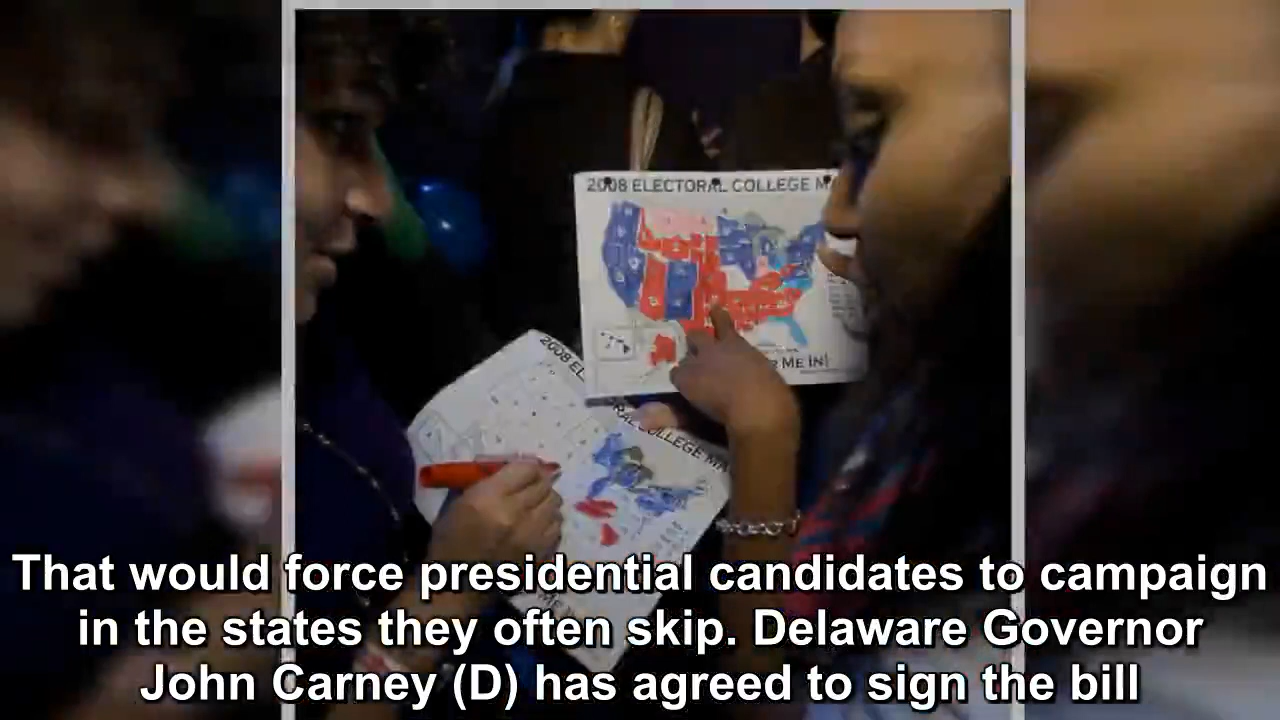 2008 ELECTORAL COLLEGE
ME IN!
2008
COLLEGE
That would force presidential candidates to campaign
in the states they often skip. Delaware Governor
John Carney (D) has agreed to sign the bill